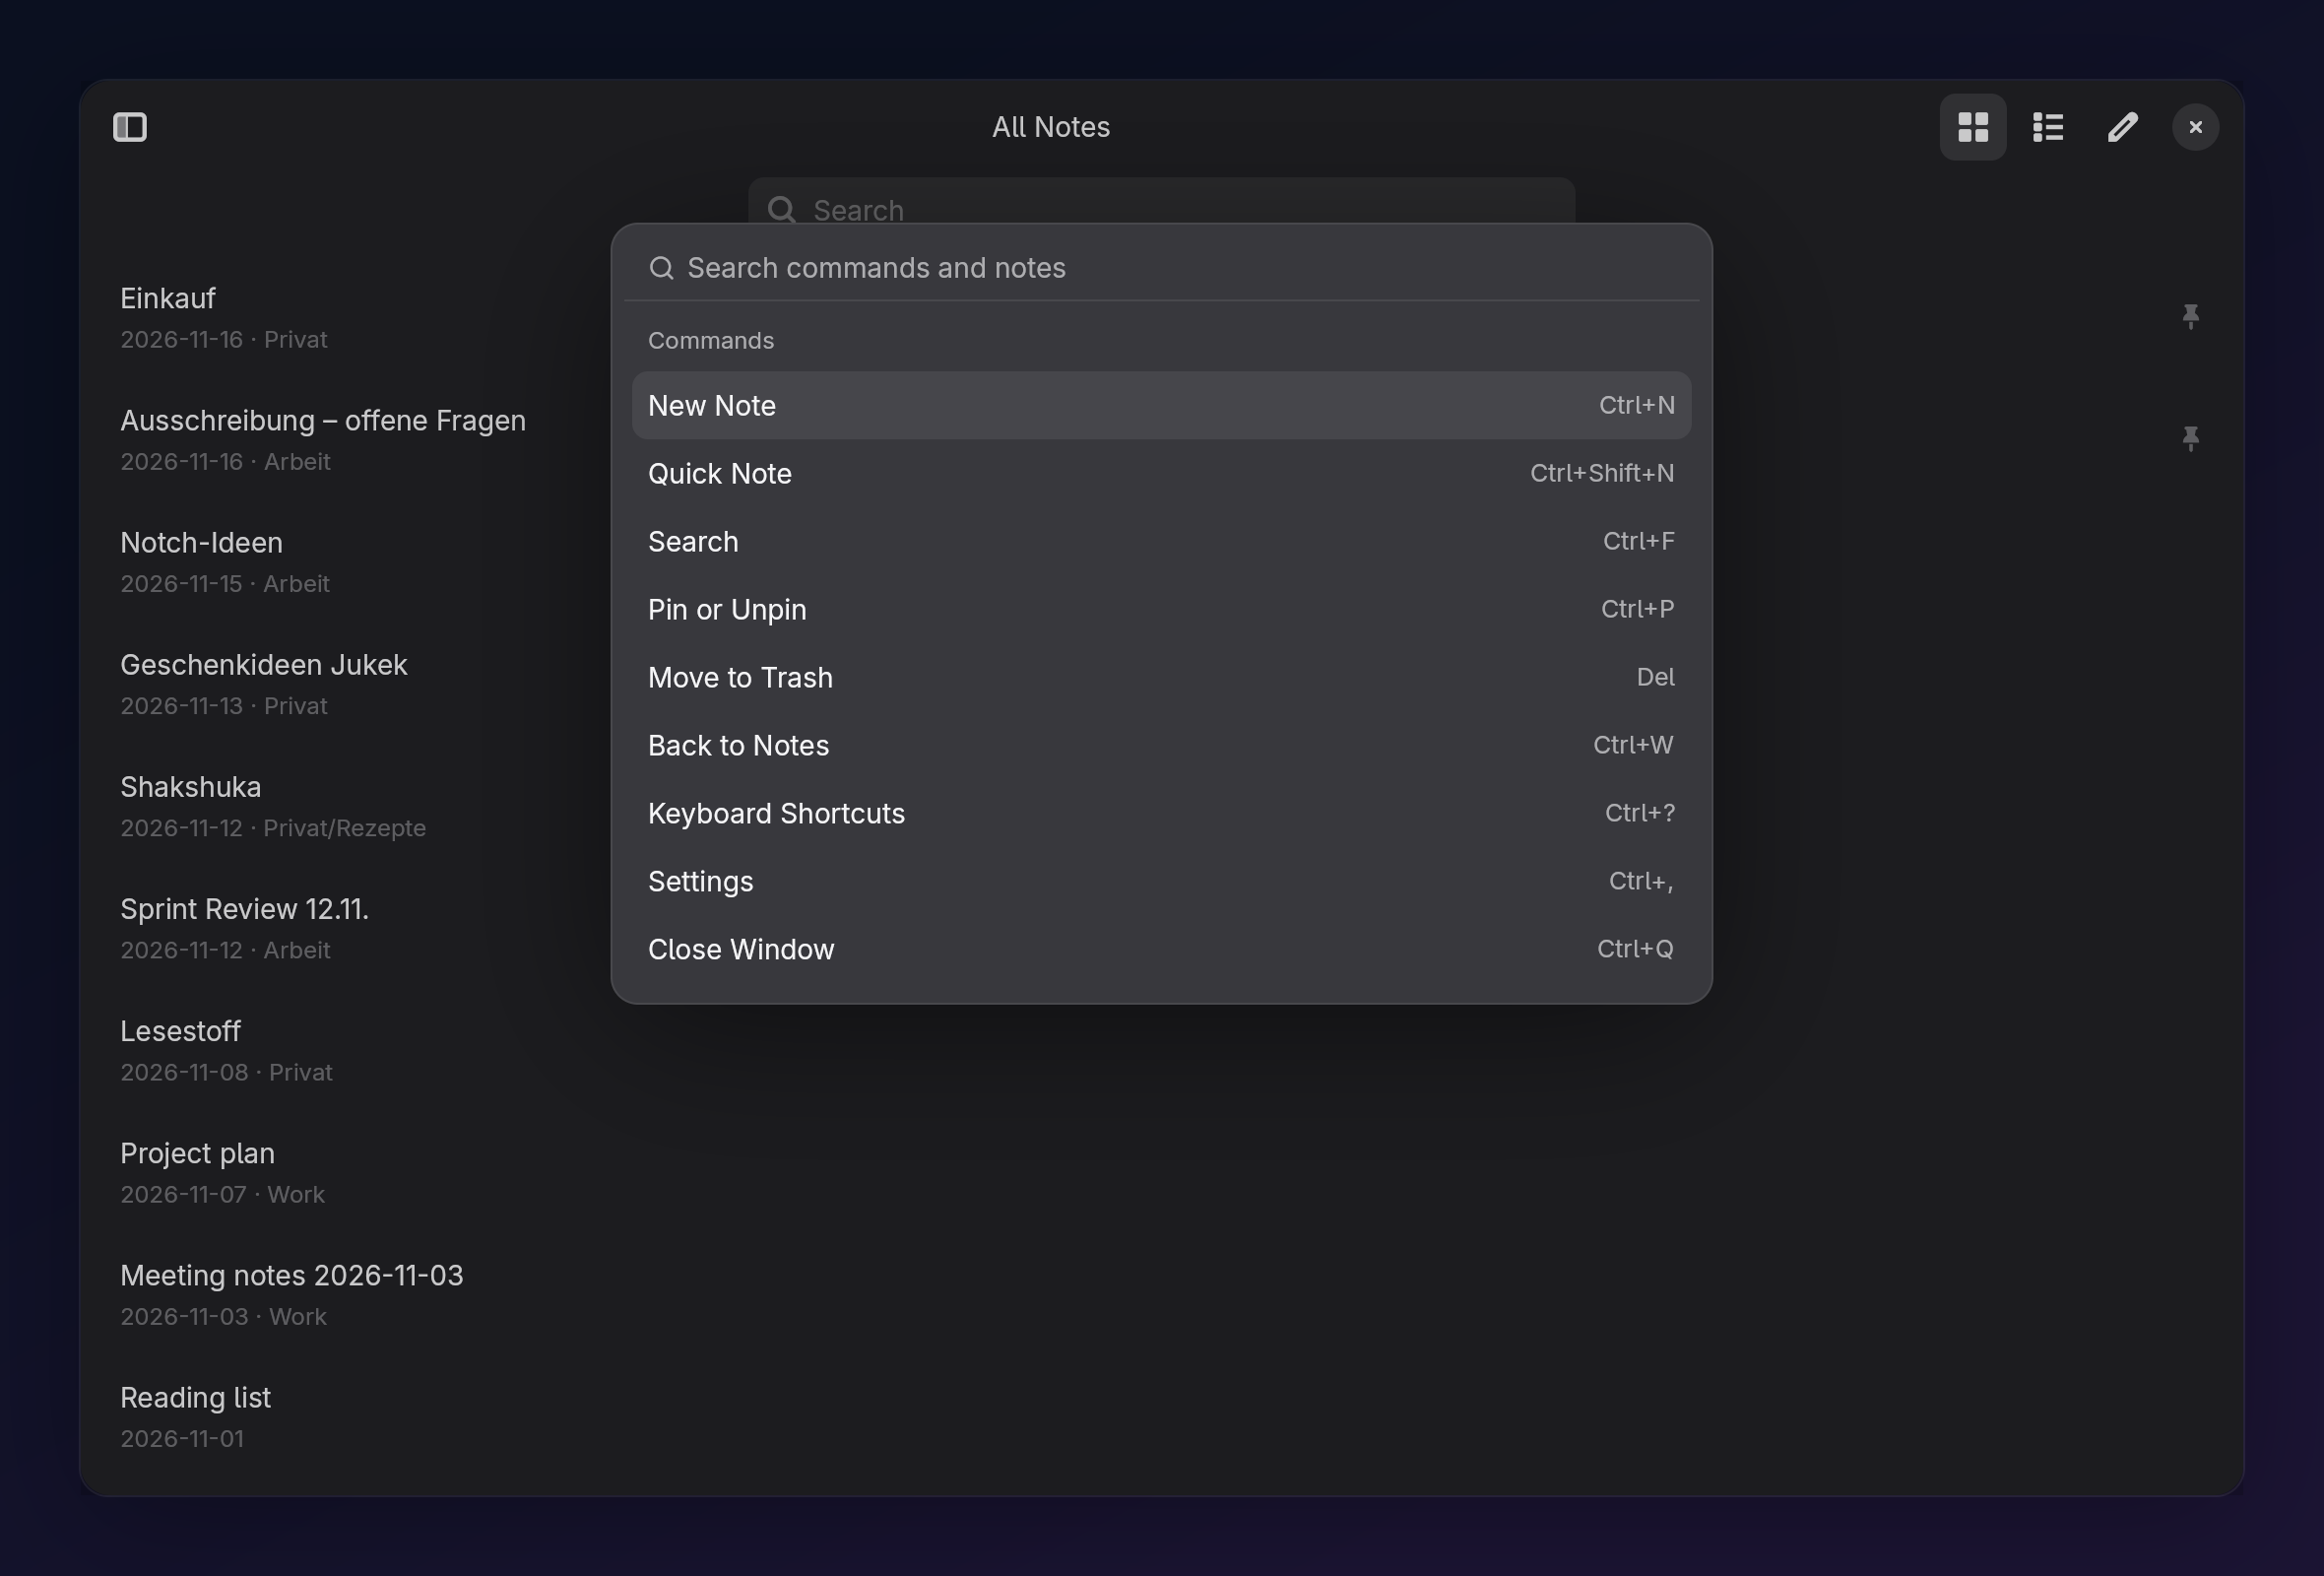 All Notes
Search
Search commands and notes
Commands
New Note Ctrl+N
Quick Note Ctrl+Shift+N
Search Ctrl+F
Pin or Unpin Ctrl+P
Move to Trash Del
Back to Notes Ctrl+W
Keyboard Shortcuts Ctrl+?
Settings Ctrl+,
Close Window Ctrl+Q
Einkauf
2026-11-16 · Privat
Ausschreibung – offene Fragen
2026-11-16 · Arbeit
Notch-Ideen
2026-11-15 · Arbeit
Geschenkideen Jukek
2026-11-13 · Privat
Shakshuka
2026-11-12 · Privat/Rezepte
Sprint Review 12.11.
2026-11-12 · Arbeit
Lesestoff
2026-11-08 · Privat
Project plan
2026-11-07 · Work
Meeting notes 2026-11-03
2026-11-03 · Work
Reading list
2026-11-01